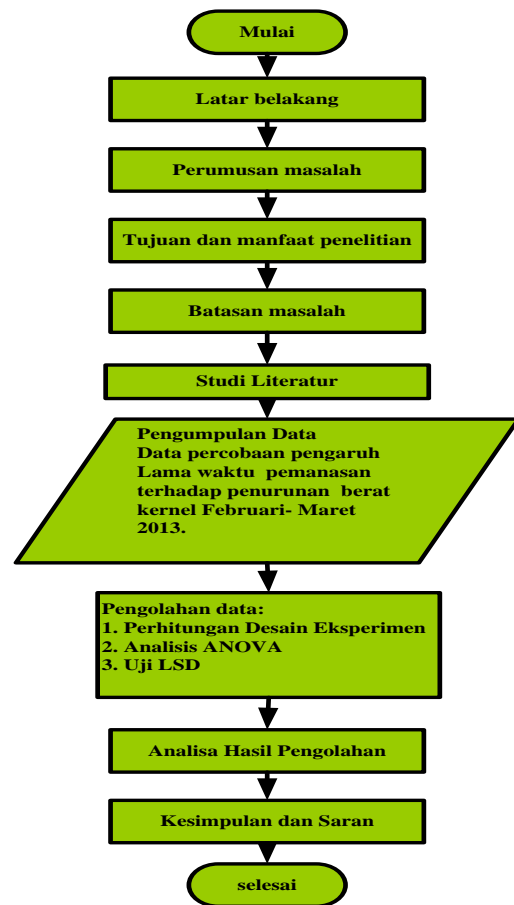 Mulai
Latar belakang
Perumusan masalah
Tujuan dan manfaat penelitian
Batasan masalah
Studi Literatur
Pengumpulan Data
Data percobaan pengaruh
Lama waktu pemanasan
terhadap penurunan berat
kernel Februari- Maret
2013.
Pengolahan data:
1. Perhitungan Desain Eksperimen
2. Analisis ANOVA
3. Uji LSD
Analisa Hasil Pengolahan
Kesimpulan dan Saran
selesai